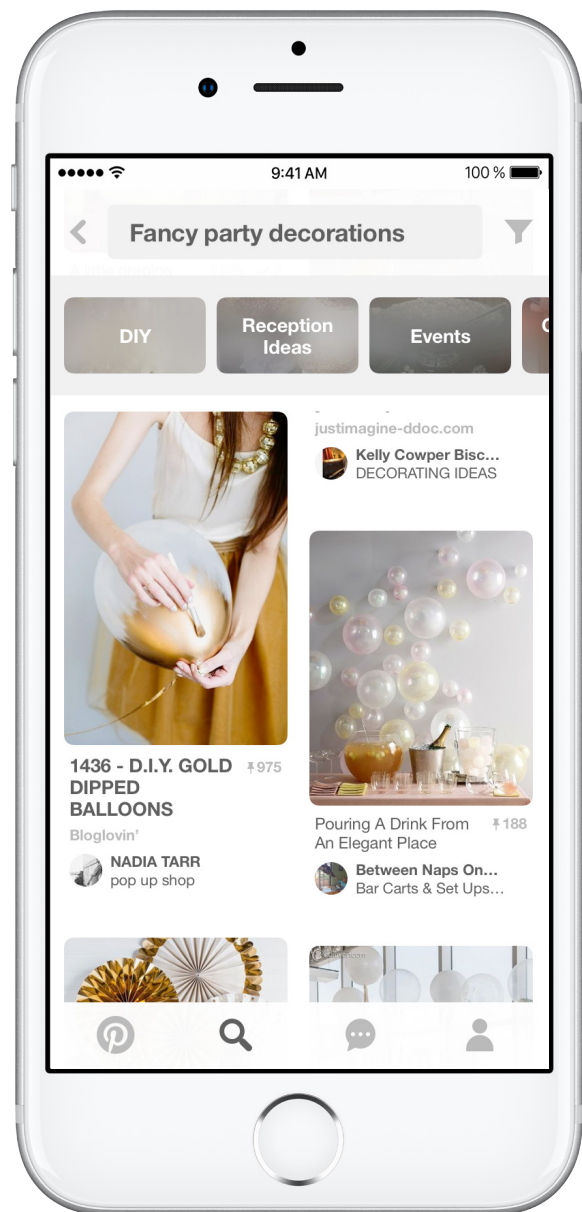 9:41 AM
100 %
Fancy party decorations
DIY
Reception
Ideas
Events
justimagine-ddoc.com
Kelly Cowper Bisc...
DECORATING IDEAS
1436 - D.I.Y. GOLD
975
DIPPED
BALLOONS
Bloglovin'
NADIA TARR
pop up shop
Pouring A Drink From
188
An Elegant Place
Between Naps On...
Bar Carts & Set Ups...